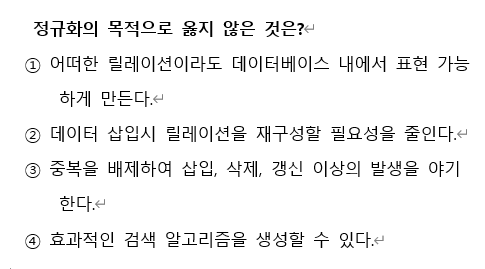 정규화의 목적으로 옳지 않은 것은?↵
① 어떠한 릴레이션이라도 데이터베이스 내에서 표현 가능
하게 만든다.↵
② 데이터 삽입시 릴레이션을 재구성할 필요성을 줄인다.↵
③ 중복을 배제하여 삽입, 삭제, 갱신 이상의 발생을 야기
한다.↵
④ 효과적인 검색 알고리즘을 생성할 수 있다.↵